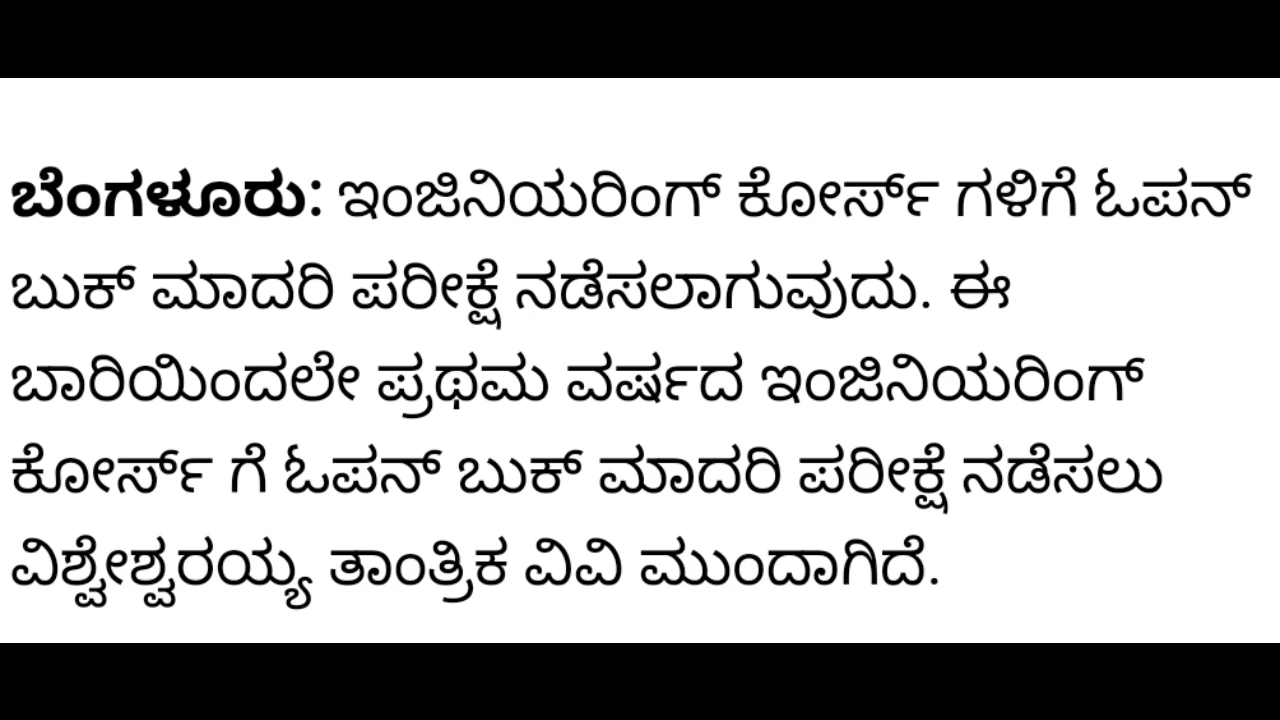 ಬೆಂಗಳೂರು: ಇಂಜಿನಿಯರಿಂಗ್ ಕೋರ್ಸ್ ಗಳಿಗೆ ಓಪನ್
ಬುಕ್ ಮಾದರಿ ಪರೀಕ್ಷೆ ನಡೆಸಲಾಗುವುದು. ಈ
ಬಾರಿಯಿಂದಲೇ ಪ್ರಥಮ ವರ್ಷದ ಇಂಜಿನಿಯರಿಂಗ್
ಕೋರ್ಸ್ ಗೆ ಓಪನ್ ಬುಕ್ ಮಾದರಿ ಪರೀಕ್ಷೆ ನಡೆಸಲು
ವಿಶ್ವೇಶ್ವರಯ್ಯ ತಾಂತ್ರಿಕ ವಿವಿ ಮುಂದಾಗಿದೆ.